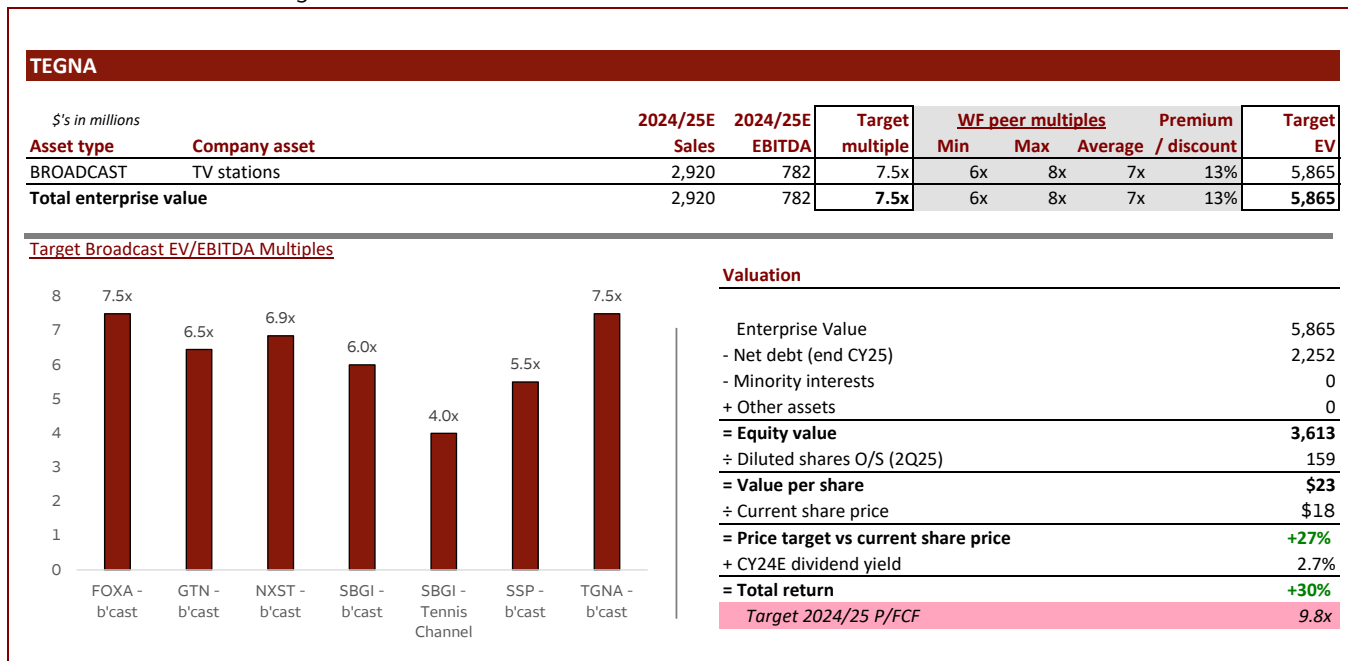 TEGNA
$'s in millions 2024/25E 2024/25E Target WF peer multiples Premium Target
Asset type Company asset Sales EBITDA multiple Min Max Average / discount EV
BROADCAST TV stations 2,920 782 7.5x 6x 8x 7x 13% 5,865
Total enterprise value 2,920 782 7.5x 6x 8x 7x 13% 5,865
Target Broadcast EV/EBITDA Multiples
8
7
6
5
4
3
2
1
0
7.5x
6.5x
6.9x
6.0x
4.0x
5.5x
7.5x
FOXA -
b'cast
GTN -
b'cast
NXST -
b'cast
SBGI -
b'cast
SBGI -
Tennis
Channel
SSP -
b'cast
TGNA -
b'cast
Valuation
Enterprise Value 5,865
- Net debt (end CY25) 2,252
- Minority interests 0
+ Other assets 0
= Equity value 3,613
÷ Diluted shares O/S (2Q25) 159
= Value per share $23
÷ Current share price $18
= Price target vs current share price +27%
+ CY24E dividend yield 2.7%
= Total return +30%
Target 2024/25 P/FCF 9.8x